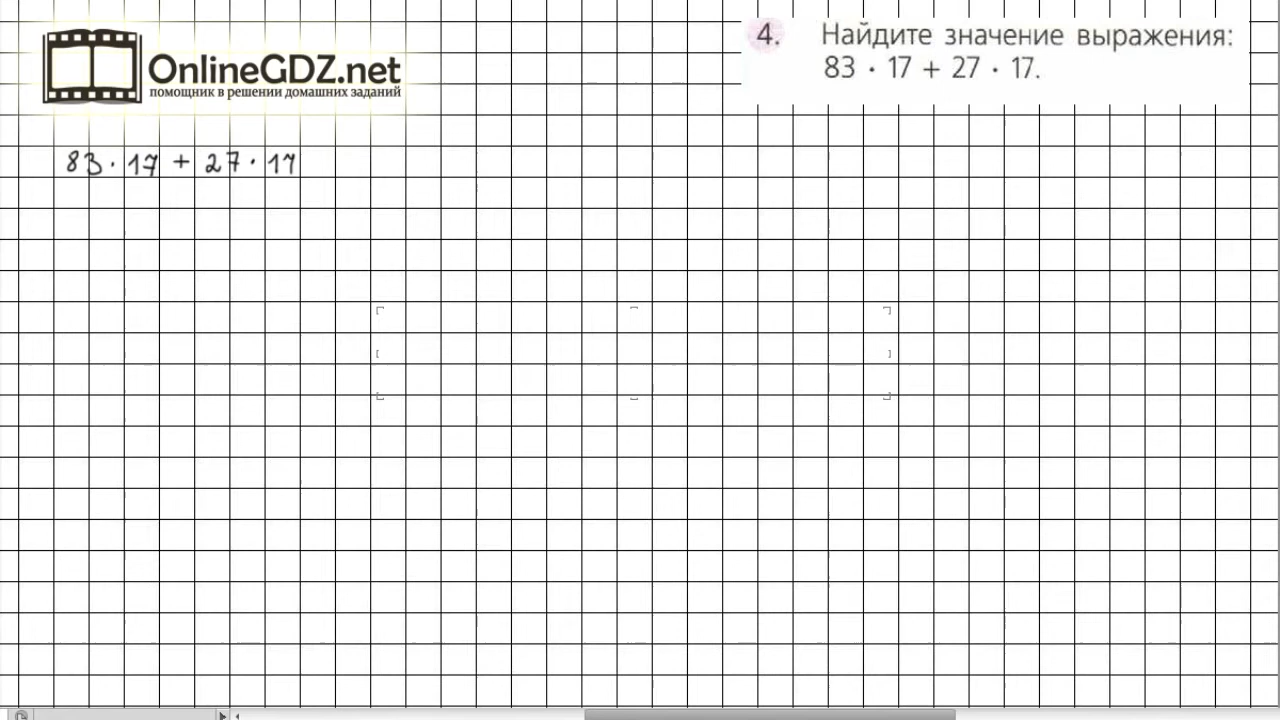 OnlineGDZ.net
помощник в решении домашних заданий
4. Найдите значение выражения:
83 · 17 + 27 · 17.
83 · 17 + 27 · 17